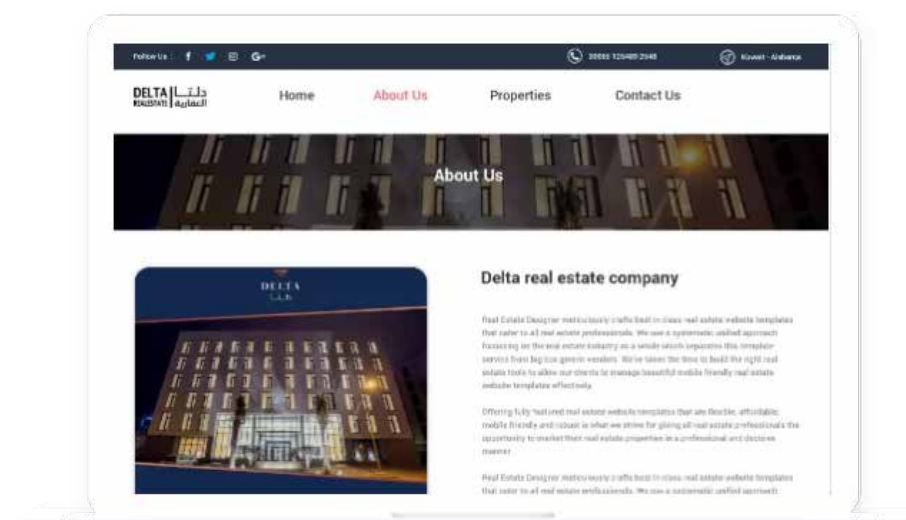 Follow Us :
Kuwait - Alabanza
DELTA دلتا
REALESTATE العقارية
Home
About Us
Properties
Contact Us
About Us
DELTA
دلتا
Delta real estate company
Real Estate Designer meticulously crafts best in class real estate website templates
that cater to all real estate professionals. We use a systematic unified approach
focussing on the real estate industry as a whole which separates this template
service from big box generic vendors. We've taken the time to build the right real
estate tools to allow our clients to manage beautiful mobile friendly real estate
website templates effectively.
Offering fully featured real estate website templates that are flexible, affordable,
mobile friendly and robust is what we strive for giving all real estate professionals the
opportunity to market their real estate properties in a professional and decisive
manner
Real Estate Designer meticulously crafts best in class real estate website templates
that cater to all real estate professionals. We use a systematic unified approach